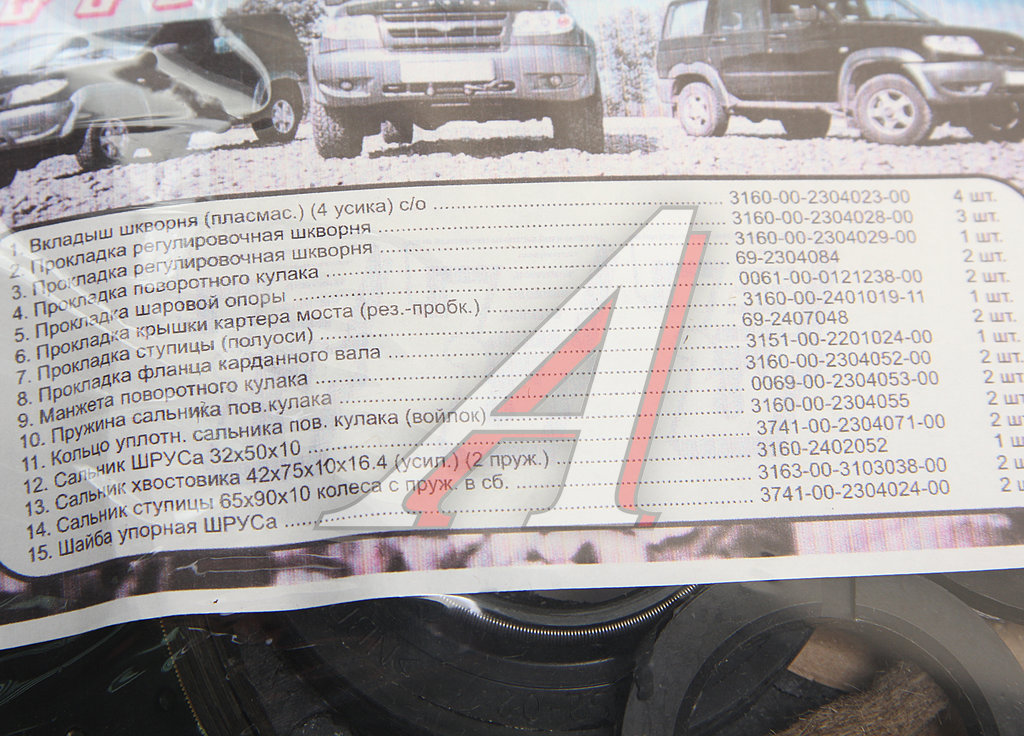 1. Вкладыш шкворня (пласмас.) (4 усика) с/о ... 3160-00-2304023-00 4 шт.
2. Прокладка регулировочная шкворня ... 3160-00-2304028-00 3 шт.
3. Прокладка регулировочная шкворня ... 3160-00-2304029-00 1 шт.
4. Прокладка поворотного кулака ... 69-2304084 2 шт.
5. Прокладка шаровой опоры ... 0061-00-0121238-00 2 шт.
6. Прокладка крышки картера моста (рез.-пробк.) ... 3160-00-2401019-11 1 шт.
7. Прокладка ступицы (полуоси) ... 69-2407048 2 шт.
8. Прокладка фланца карданного вала ... 3151-00-2201024-00 1 шт.
9. Манжета поворотного кулака ... 3160-00-2304052-00 2 шт.
10. Пружина сальника пов.кулака ... 0069-00-2304053-00 2 шт
11. Кольцо уплотн. сальника пов. кулака (войлок) ... 3160-00-2304055 2 шт
12. Сальник ШРУСа 32х50х10 ... 3741-00-2304071-00 2 ш
13. Сальник хвостовика 42х75х10х16.4 (усил.) (2 пруж.) ... 3160-2402052 1 ш
14. Сальник ступицы 65х90х10 колеса с пруж. в сб. ... 3163-00-3103038-00 2
15. Шайба упорная ШРУСа ... 3741-00-2304024-00 2